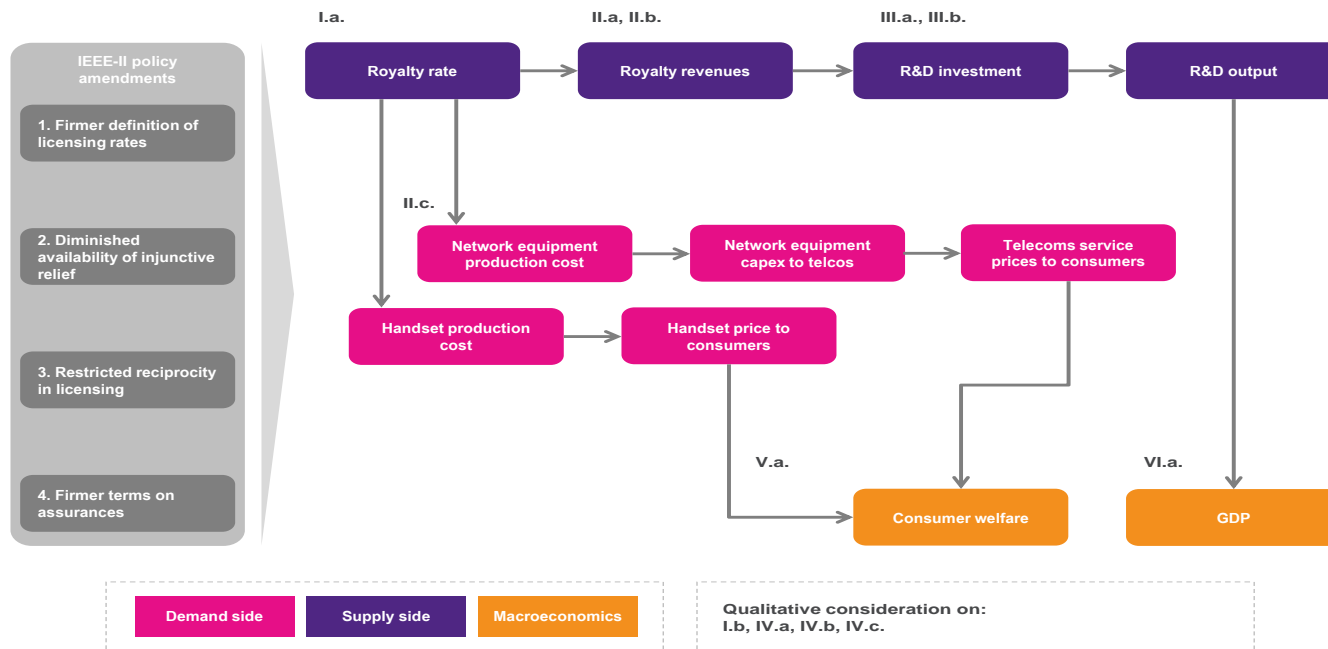 I.a.
II.a, II.b.
III.a., III.b.
IEEE-II policy
amendments
1. Firmer definition of
licensing rates
2. Diminished
availability of injunctive
relief
3. Restricted reciprocity
in licensing
4. Firmer terms on
assurances
Royalty rate
Royalty revenues
R&D investment
R&D output
II.c.
Network equipment
production cost
Network equipment
capex to telcos
Telecoms service
prices to consumers
Handset production
cost
Handset price to
consumers
V.a.
VI.a.
Consumer welfare
GDP
Demand side
Supply side
Macroeconomics
Qualitative consideration on:
I.b, IV.a, IV.b, IV.c.